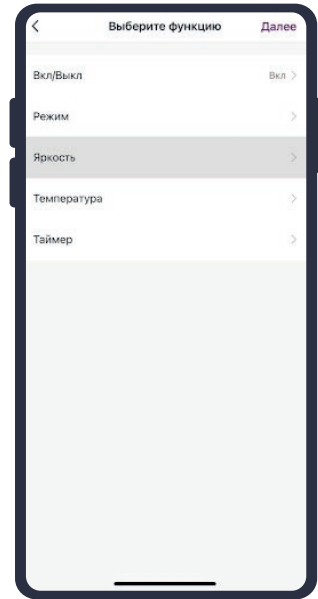 Выберите функцию Далее
Вкл/Выкл Вкл
Режим
Яркость
Температура
Таймер